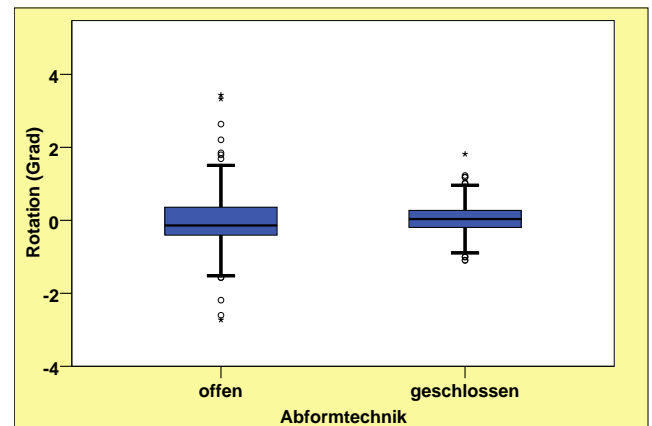 Rotation (Grad)
4
2
0
-2
-4
offen geschlossen
Abformtechnik